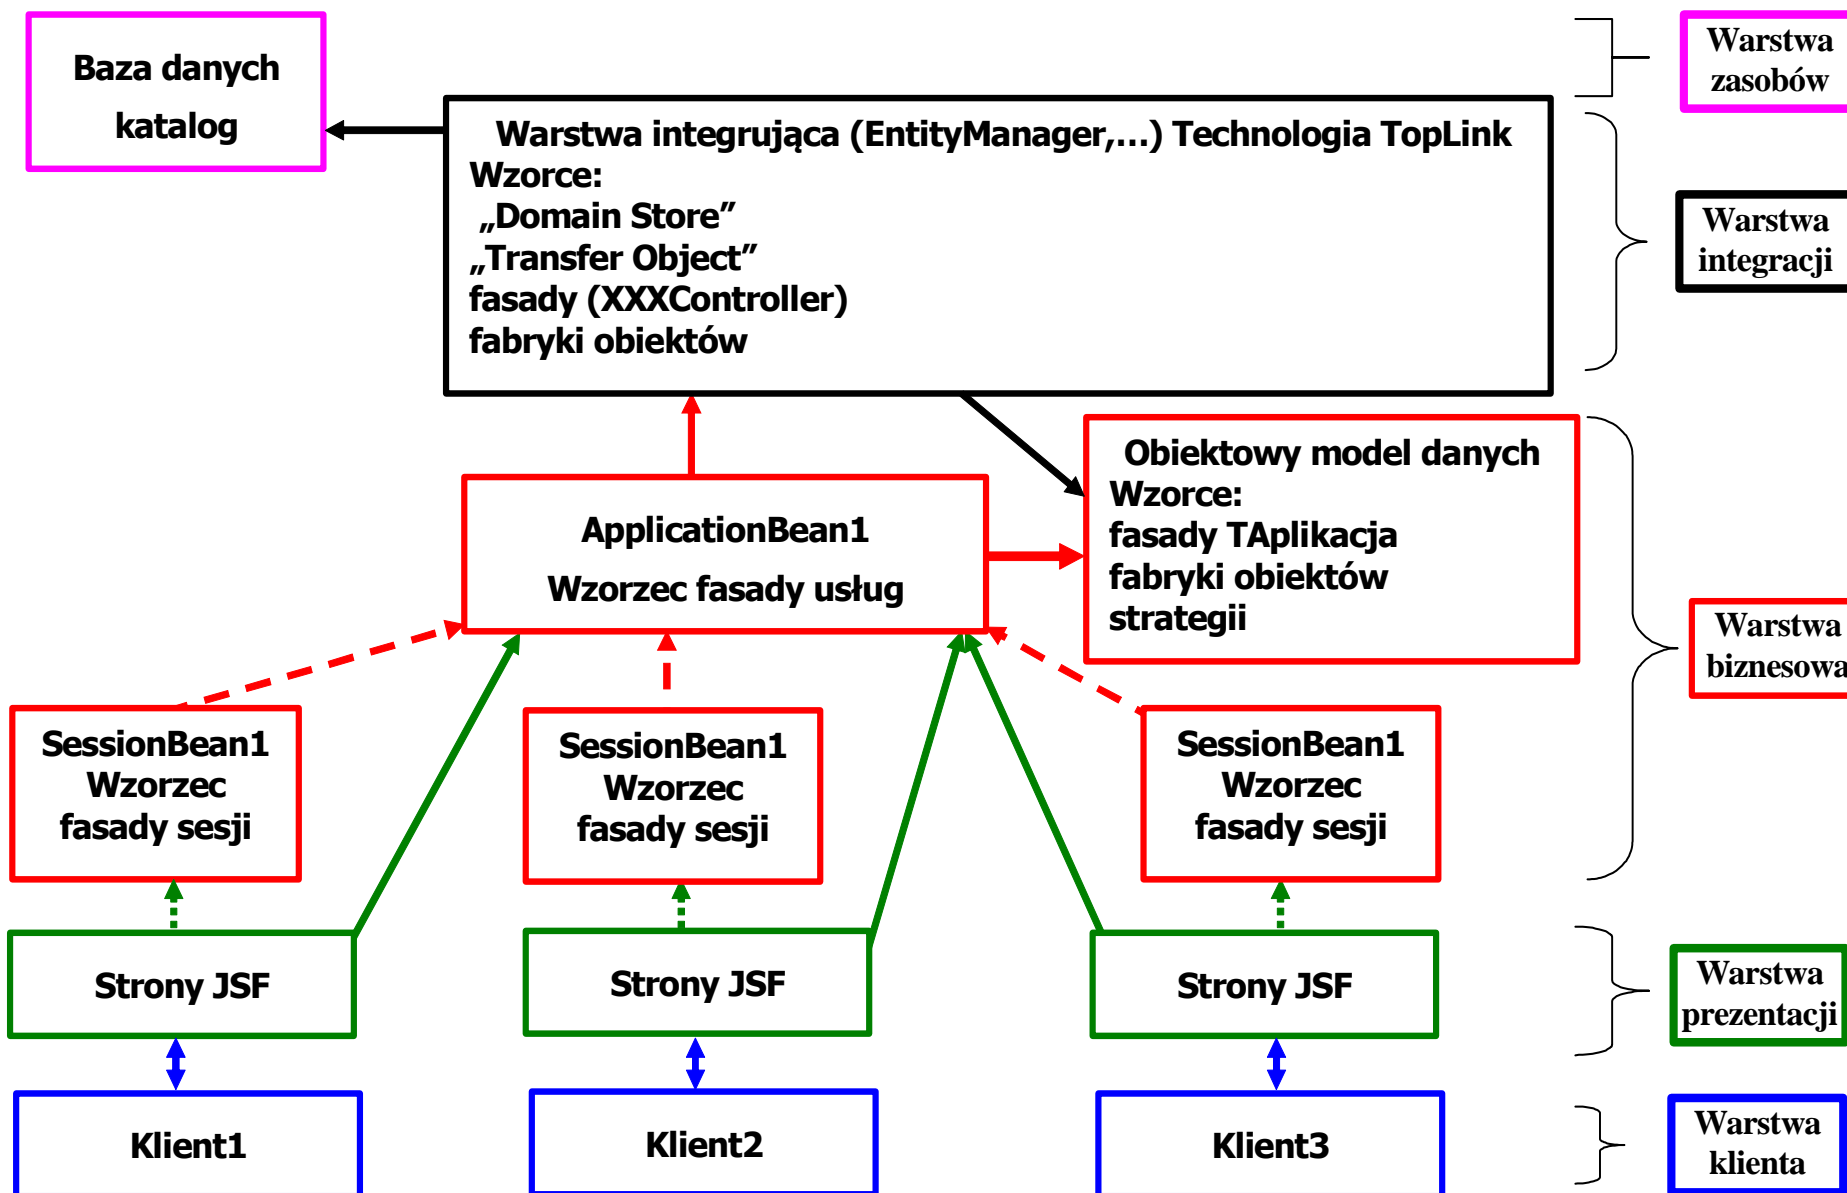 Baza danych
katalog
Warstwa
zasobów
Warstwa integrująca (EntityManager,...) Technologia TopLink
Wzorce:
„Domain Store”
„Transfer Object”
fasady (XXXController)
fabryki obiektów
Warstwa
integracji
Obiektowy model danych
Wzorce:
fasady TAplikacja
fabryki obiektów
strategii
ApplicationBean1
Wzorzec fasady usług
Warstwa
biznesowa
SessionBean1
Wzorzec
fasady sesji
SessionBean1
Wzorzec
fasady sesji
SessionBean1
Wzorzec
fasady sesji
Strony JSF
Strony JSF
Strony JSF
Warstwa
prezentacji
Klient1
Klient2
Klient3
Warstwa
klienta